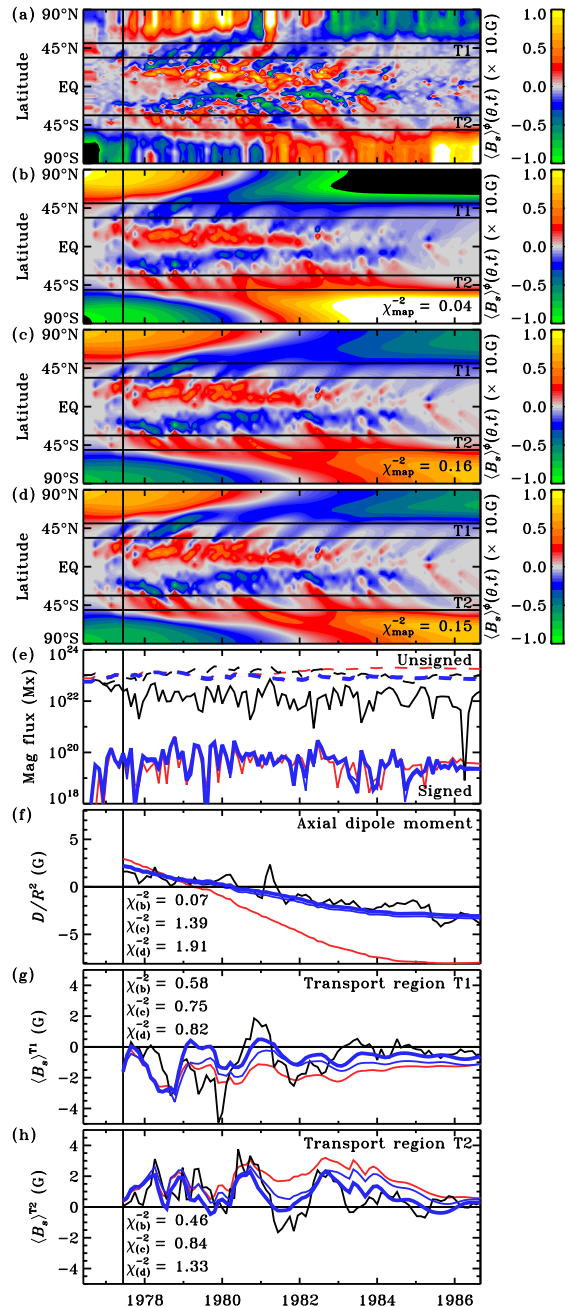 (a)
90°N
45°N
EQ
45°S
90°S
Latitude
T1
T2
⟨B_s⟩^ϕ(θ,t) (× 10.G)
1.0
0.5
0.0
−0.5
−1.0
(b)
90°N
45°N
EQ
45°S
90°S
Latitude
T1
T2
χ_map^−2 = 0.04
⟨B_s⟩^ϕ(θ,t) (× 10.G)
1.0
0.5
0.0
−0.5
−1.0
(c)
90°N
45°N
EQ
45°S
90°S
Latitude
T1
T2
χ_map^−2 = 0.16
⟨B_s⟩^ϕ(θ,t) (× 10.G)
1.0
0.5
0.0
−0.5
−1.0
(d)
90°N
45°N
EQ
45°S
90°S
Latitude
T1
T2
χ_map^−2 = 0.15
⟨B_s⟩^ϕ(θ,t) (× 10.G)
1.0
0.5
0.0
−0.5
−1.0
(e)
10^24
10^22
10^20
10^18
Mag flux (Mx)
Unsigned
Signed
(f)
5
0
−5
D/R² (G)
Axial dipole moment
χ_(b)^−2 = 0.07
χ_(c)^−2 = 1.39
χ_(d)^−2 = 1.91
(g)
4
2
0
−2
−4
⟨B_s⟩^T1 (G)
Transport region T1
χ_(b)^−2 = 0.58
χ_(c)^−2 = 0.75
χ_(d)^−2 = 0.82
(h)
4
2
0
−2
−4
⟨B_s⟩^T2 (G)
Transport region T2
χ_(b)^−2 = 0.46
χ_(c)^−2 = 0.84
χ_(d)^−2 = 1.33
1978 1980 1982 1984 1986